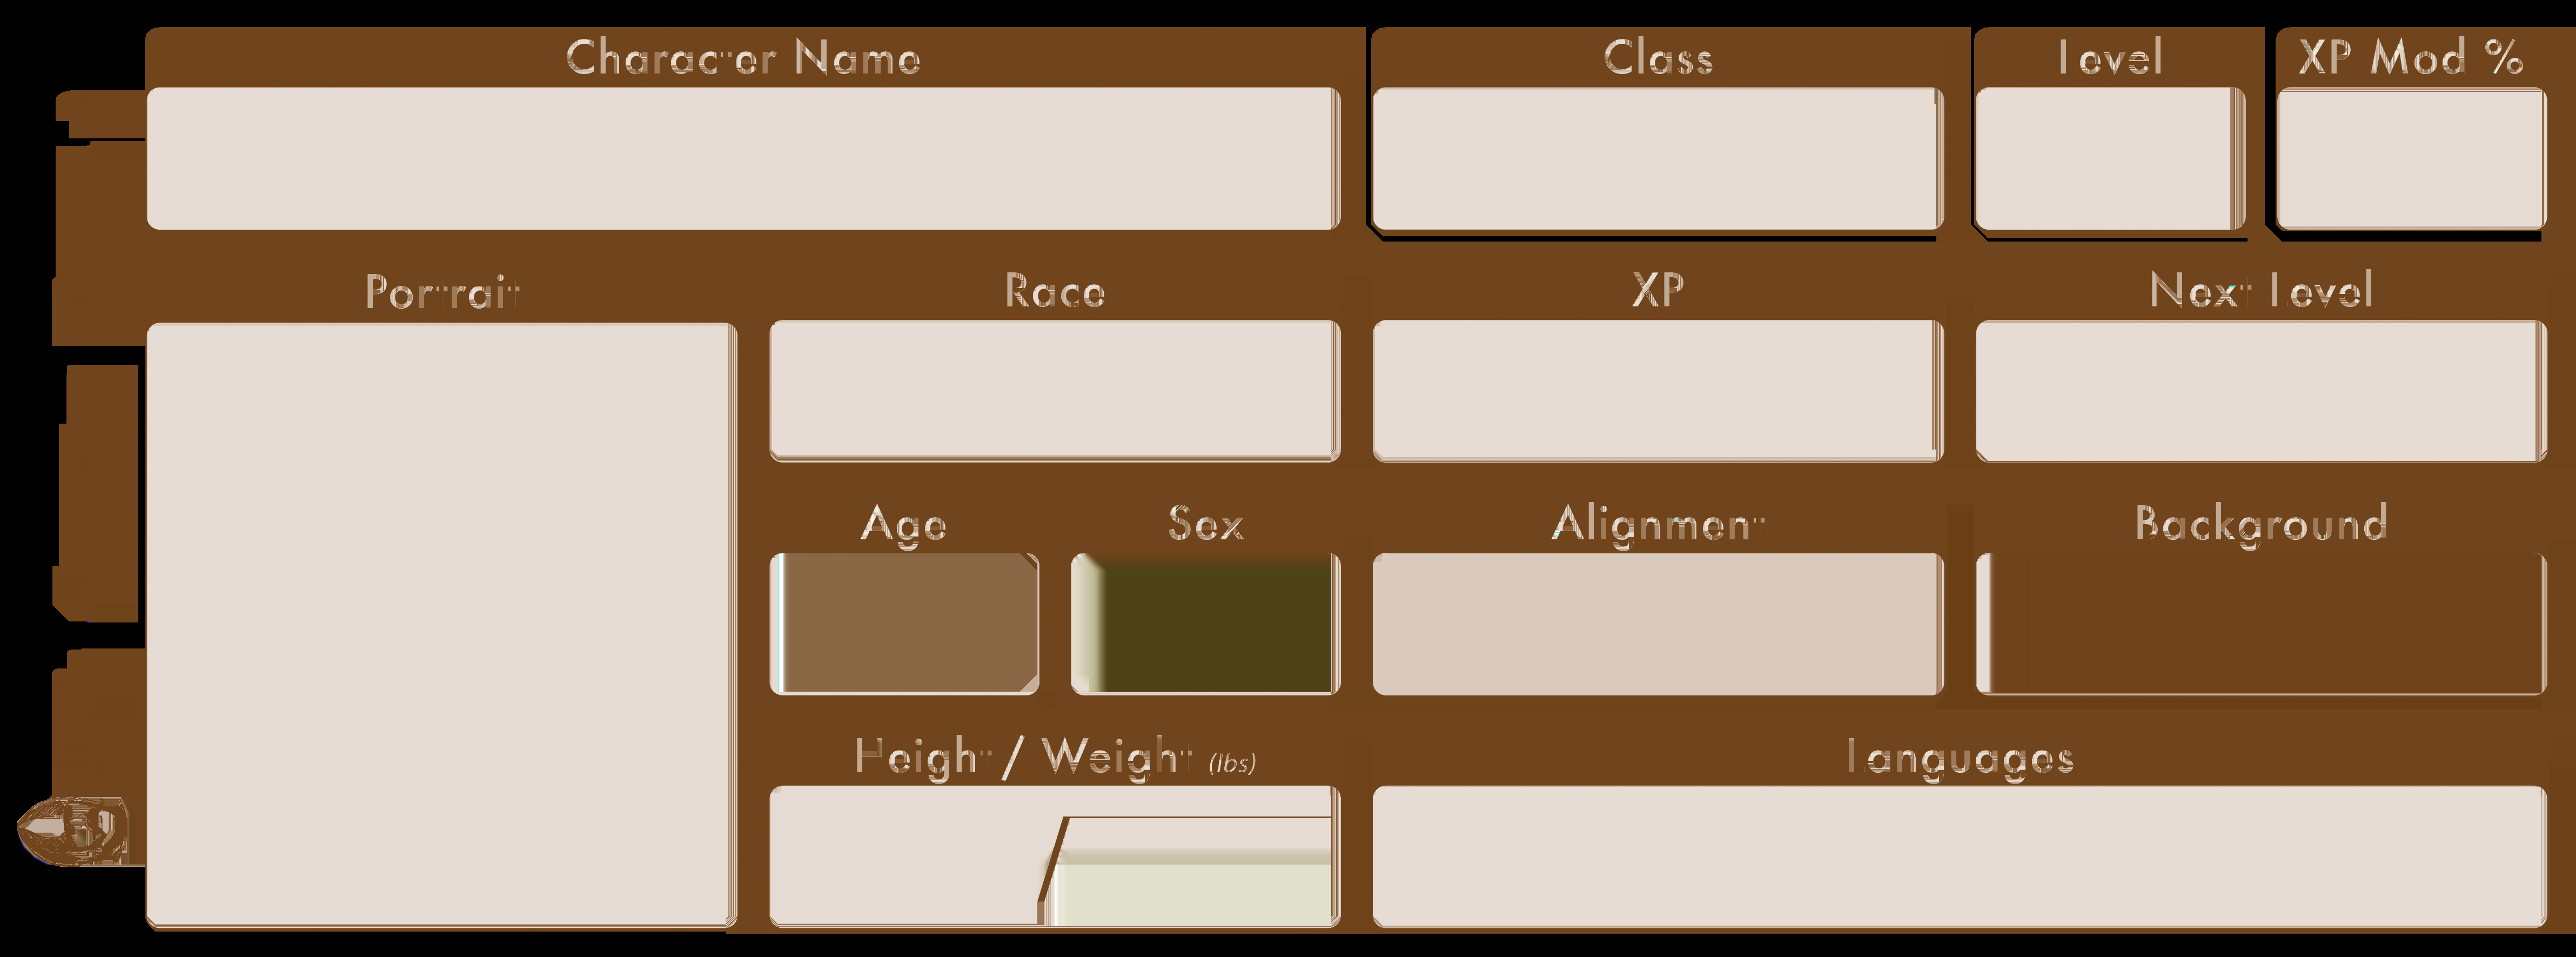 Character Name Class Level XP Mod %
Portrait Race XP Next Level
Age Sex Alignment Background
Height / Weight (lbs) Languages